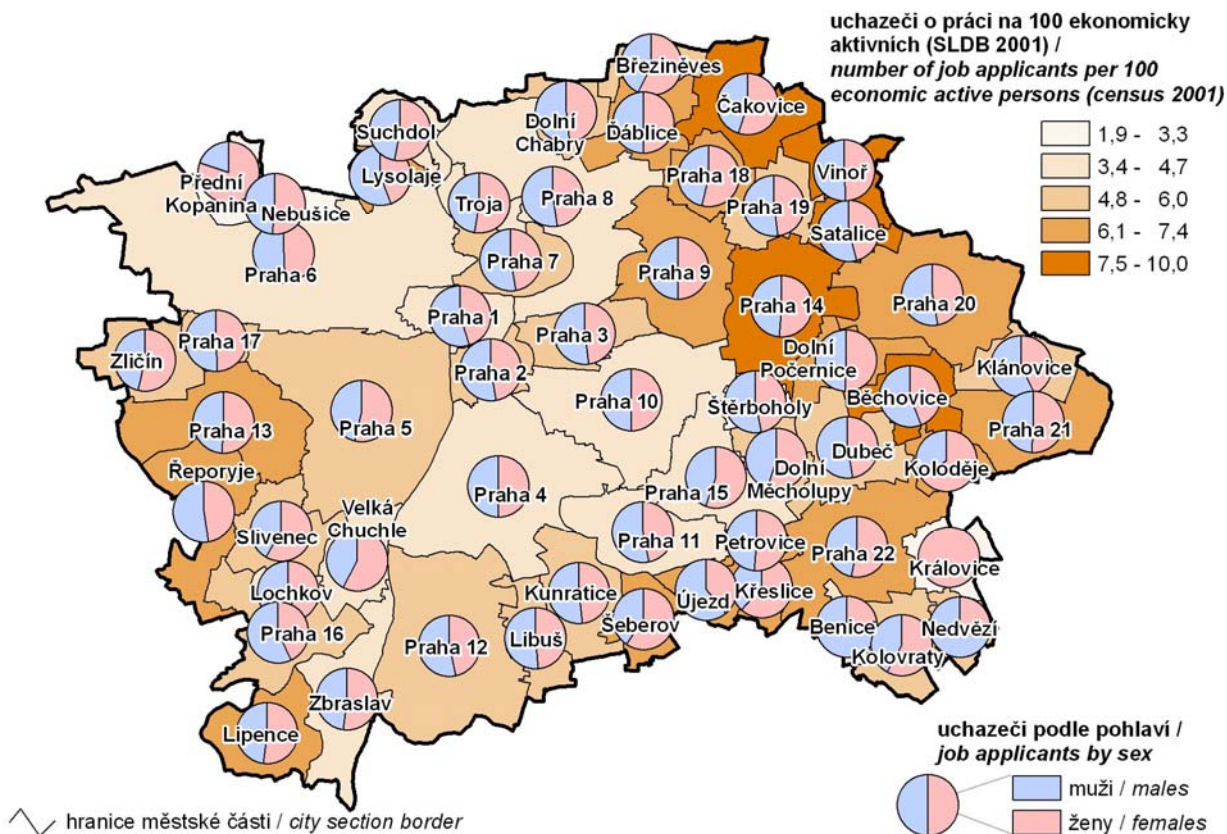 uchazeči o práci na 100 ekonomicky
aktivních (SLDB 2001) /
number of job applicants per 100
economic active persons (census 2001)
1,9 - 3,3
3,4 - 4,7
4,8 - 6,0
6,1 - 7,4
7,5 - 10,0
Březiněves
Čakovice
Dolní
Chabry
Ďáblice
Suchdol
Lysolaje
Přední
Kopanina
Nebušice
Praha 6
Troja
Praha 8
Praha 18
Praha 19
Vinoř
Satalice
Praha 7
Praha 9
Praha 14
Praha 20
Praha 1
Praha 3
Praha 17
Zličín
Praha 2
Dolní
Počernice
Klánovice
Běchovice
Praha 21
Praha 5
Praha 10
Štěrboholy
Praha 13
Dubeč
Koloděje
Řeporyje
Praha 4
Praha 15
Dolní
Měcholupy
Slivenec
Velká
Chuchle
Praha 11
Petrovice
Praha 22
Královice
Lochkov
Kunratice
Újezd
Křeslice
Praha 16
Praha 12
Libuš
Šeberov
Benice
Kolovraty
Nedvězí
Zbraslav
Lipence
uchazeči podle pohlaví /
job applicants by sex
muži / males
ženy / females
hranice městské části / city section border